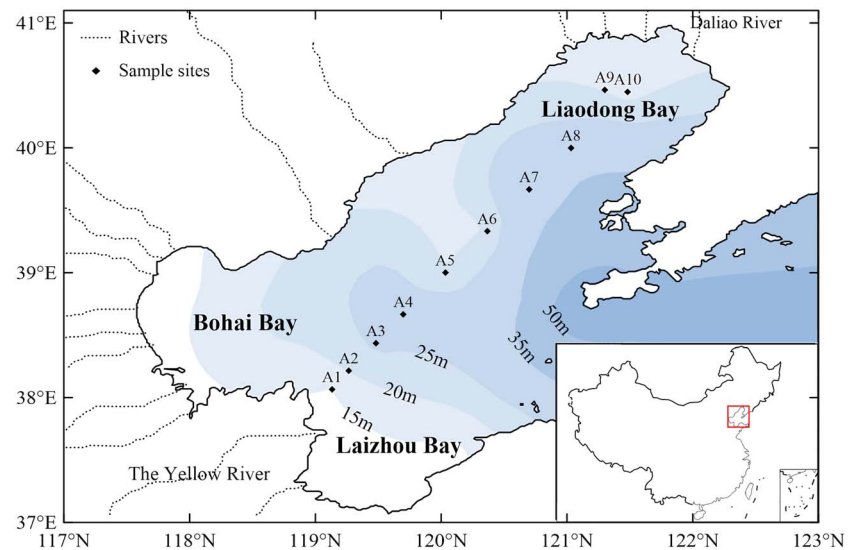 41°E
Daliao River
Rivers
Sample sites
A9 A10
Liaodong Bay
40°E
A8
A7
A6
A5
39°E
A4
Bohai Bay
50m
A3
35m
25m
A2
A1
38°E
20m
15m
Laizhou Bay
The Yellow River
37°E
117°N 118°N 119°N 120°N 121°N 122°N 123°N